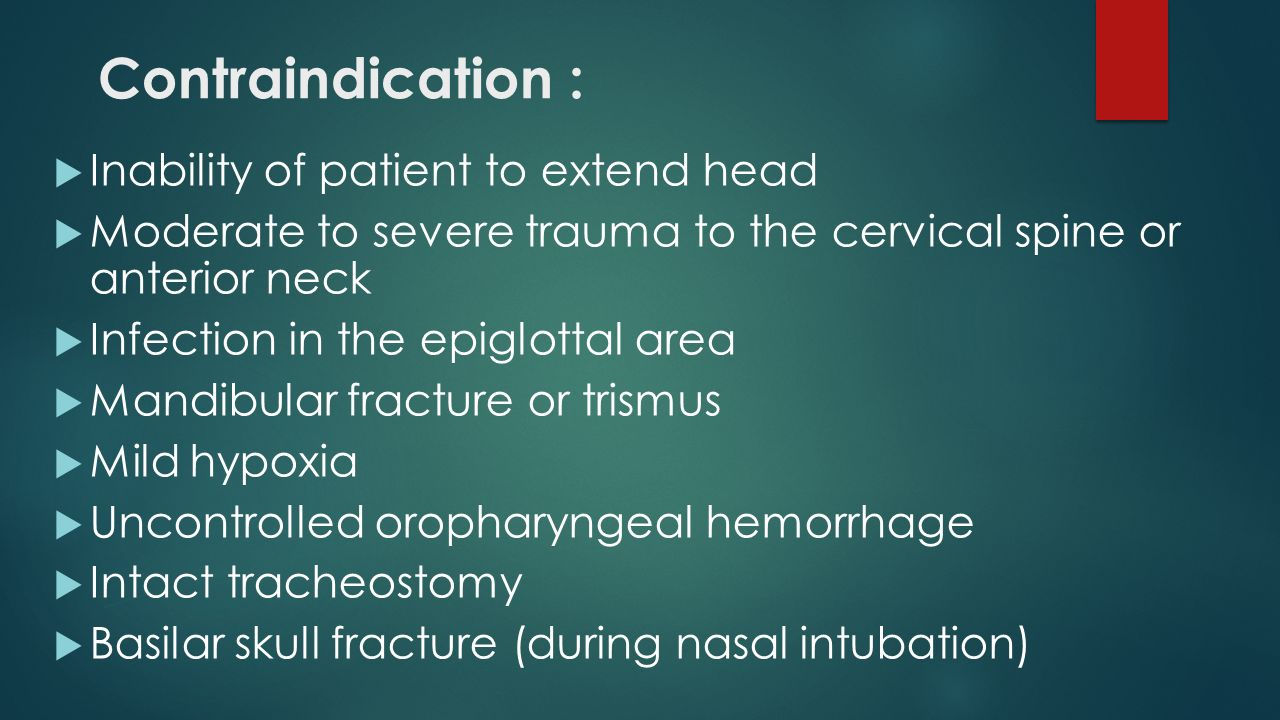 Contraindication :
Inability of patient to extend head
Moderate to severe trauma to the cervical spine or
anterior neck
Infection in the epiglottal area
Mandibular fracture or trismus
Mild hypoxia
Uncontrolled oropharyngeal hemorrhage
Intact tracheostomy
Basilar skull fracture (during nasal intubation)